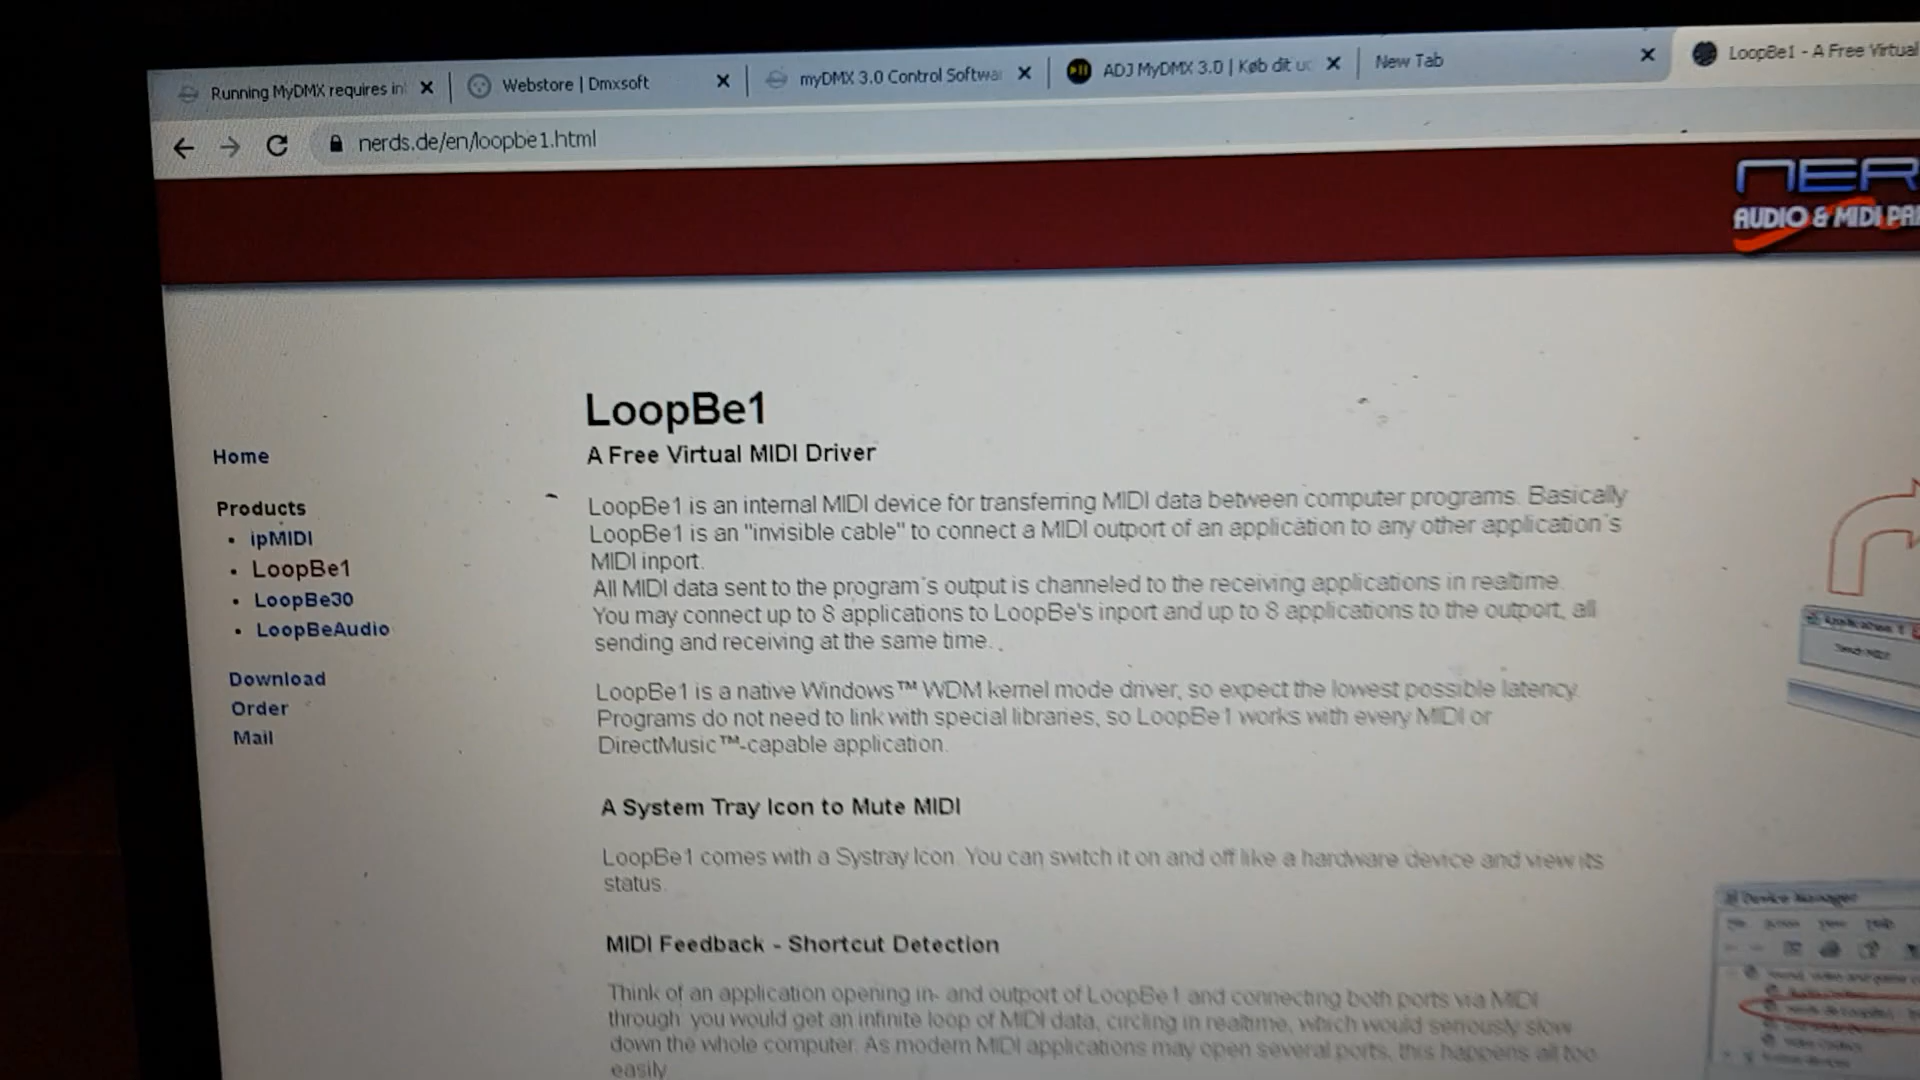 Running MyDMX requires in
Webstore | Dmxsoft
myDMX 3.0 Control Softwa
ADJ MyDMX 3.0 | Køb dit ud
New Tab
LoopBe1 - A Free Virtual
nerds.de/en/loopbe1.html
NER
AUDIO & MIDI PAR
LoopBe1
A Free Virtual MIDI Driver
Home
Products
• ipMIDI
• LoopBe1
• LoopBe30
• LoopBeAudio
Download
Order
Mail
LoopBe1 is an internal MIDI device for transferring MIDI data between computer programs. Basically
LoopBe1 is an "invisible cable" to connect a MIDI outport of an application to any other application´s
MIDI inport.
All MIDI data sent to the program´s output is channeled to the receiving applications in realtime.
You may connect up to 8 applications to LoopBe's inport and up to 8 applications to the outport, all
sending and receiving at the same time. .
LoopBe1 is a native Windows™ WDM kernel mode driver, so expect the lowest possible latency.
Programs do not need to link with special libraries, so LoopBe1 works with every MIDI or
DirectMusic™-capable application.
A System Tray Icon to Mute MIDI
LoopBe1 comes with a Systray Icon. You can switch it on and off like a hardware device and view its
status.
MIDI Feedback - Shortcut Detection
Think of an application opening in- and outport of LoopBe1 and connecting both ports via MIDI
through: you would get an infinite loop of MIDI data, circling in realtime, which would seriously slow
down the whole computer. As modern MIDI applications may open several ports, this happens all too
easily.
Application 1
Send MIDI
Device Manager